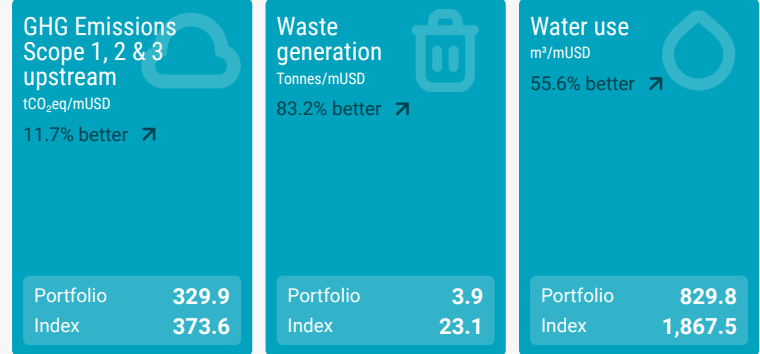 GHG Emissions
Scope 1, 2 & 3
upstream
tCO₂eq/mUSD
11.7% better
Portfolio 329.9
Index 373.6
Waste
generation
Tonnes/mUSD
83.2% better
Portfolio 3.9
Index 23.1
Water use
m³/mUSD
55.6% better
Portfolio 829.8
Index 1,867.5